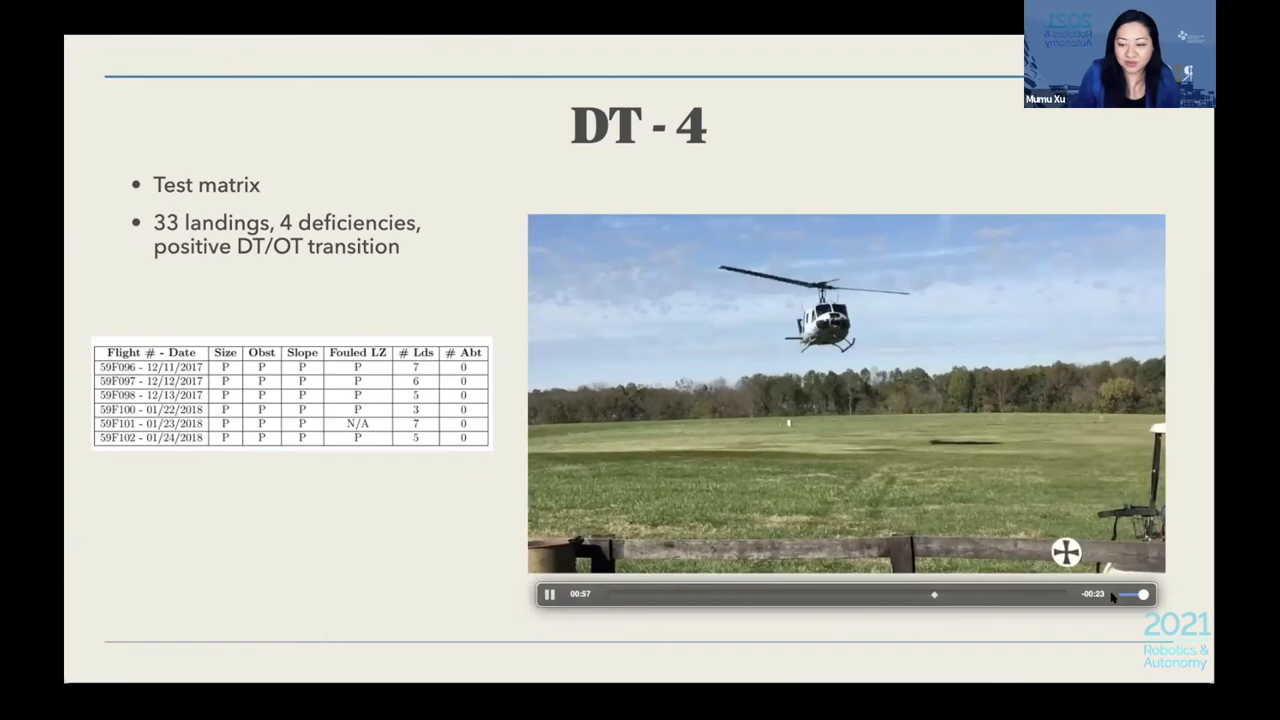 2021
Robotics &
Autonomy
Mumu Xu
DT - 4
• Test matrix
• 33 landings, 4 deficiencies,
positive DT/OT transition
Flight # - Date Size Obst Slope Fouled LZ # Lds # Abt
59F096 - 12/11/2017 P P P P 7 0
59F097 - 12/12/2017 P P P P 6 0
59F098 - 12/13/2017 P P P P 5 0
59F100 - 01/22/2018 P P P P 3 0
59F101 - 01/23/2018 P P P N/A 7 0
59F102 - 01/24/2018 P P P P 5 0
00:57 -00:23
2021
Robotics &
Autonomy